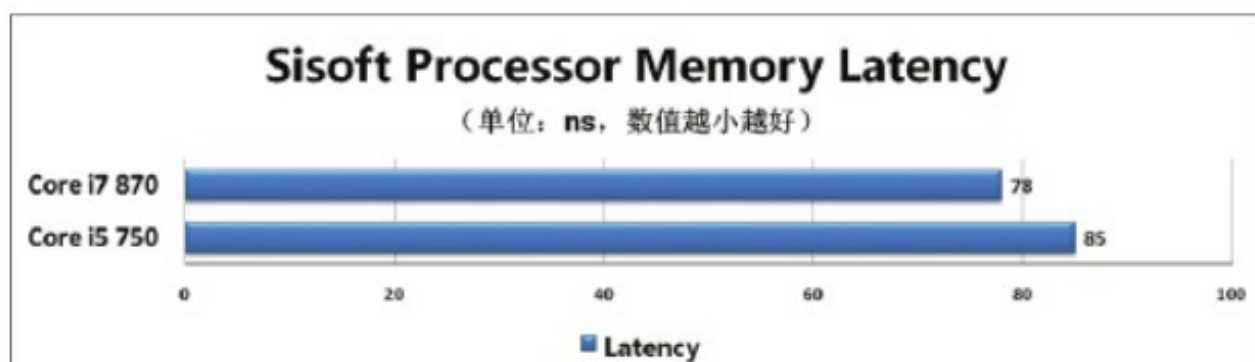 Sisoft Processor Memory Latency
（单位：ns，数值越小越好）
Core i7 870
78
Core i5 750
85
0 20 40 60 80 100
Latency